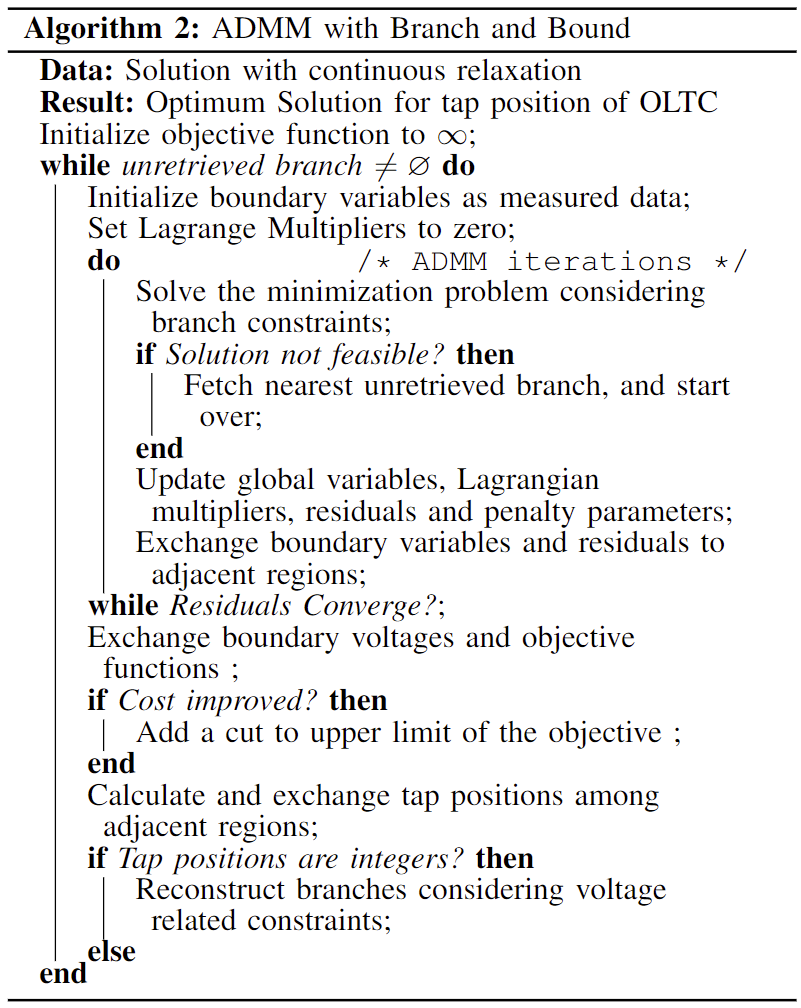 Algorithm 2: ADMM with Branch and Bound
Data: Solution with continuous relaxation
Result: Optimum Solution for tap position of OLTC
Initialize objective function to ∞;
while unretrieved branch ≠ ∅ do
Initialize boundary variables as measured data;
Set Lagrange Multipliers to zero;
do /* ADMM iterations */
Solve the minimization problem considering
branch constraints;
if Solution not feasible? then
Fetch nearest unretrieved branch, and start
over;
end
Update global variables, Lagrangian
multipliers, residuals and penalty parameters;
Exchange boundary variables and residuals to
adjacent regions;
while Residuals Converge?;
Exchange boundary voltages and objective
functions ;
if Cost improved? then
Add a cut to upper limit of the objective ;
end
Calculate and exchange tap positions among
adjacent regions;
if Tap positions are integers? then
Reconstruct branches considering voltage
related constraints;
else
end